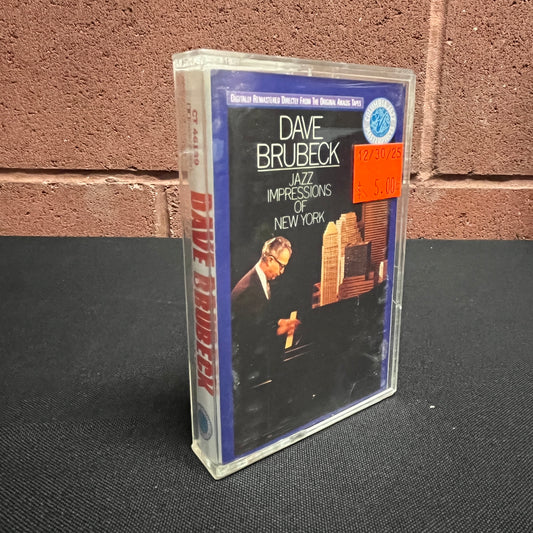 DIGITALLY REMASTERED DIRECTLY FROM THE ORIGINAL ANALOG TAPES
DAVE
BRUBECK
JAZZ
IMPRESSIONS
OF
NEW YORK
12/30/25
5.00
DAVE BRUBECK